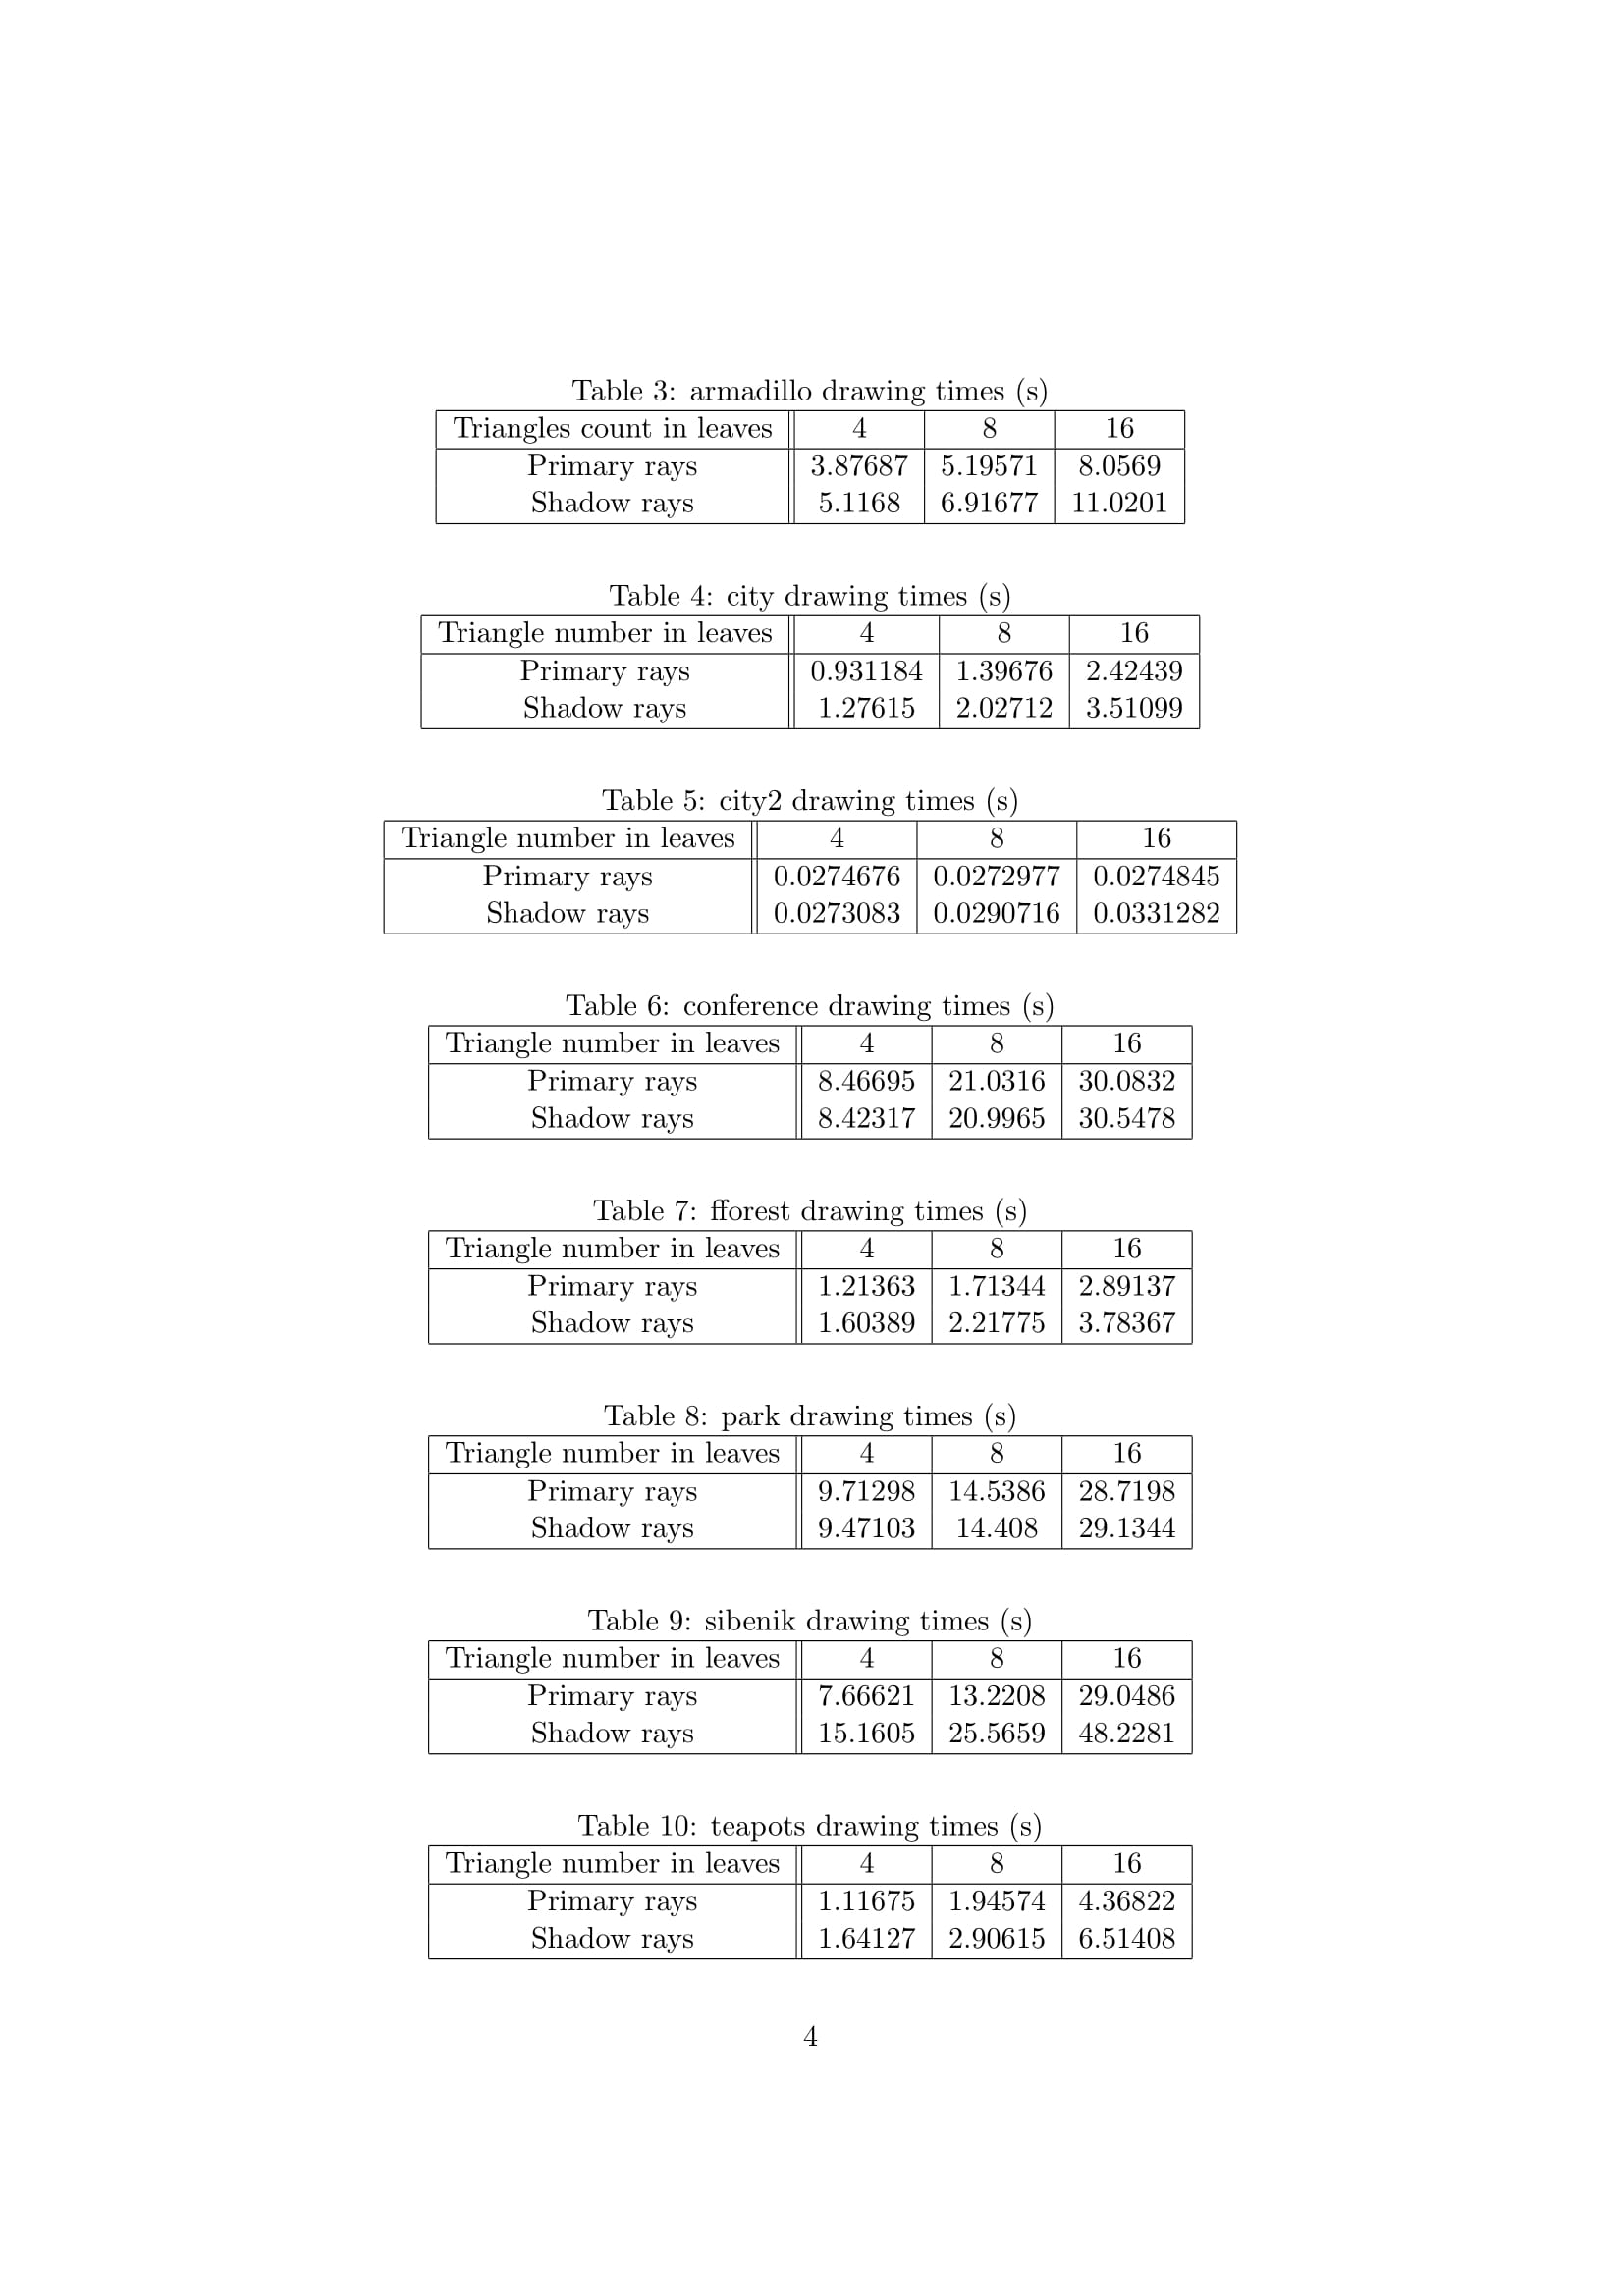 Table 3: armadillo drawing times (s)
Triangles count in leaves 4 8 16
Primary rays 3.87687 5.19571 8.0569
Shadow rays 5.1168 6.91677 11.0201
Table 4: city drawing times (s)
Triangle number in leaves 4 8 16
Primary rays 0.931184 1.39676 2.42439
Shadow rays 1.27615 2.02712 3.51099
Table 5: city2 drawing times (s)
Triangle number in leaves 4 8 16
Primary rays 0.0274676 0.0272977 0.0274845
Shadow rays 0.0273083 0.0290716 0.0331282
Table 6: conference drawing times (s)
Triangle number in leaves 4 8 16
Primary rays 8.46695 21.0316 30.0832
Shadow rays 8.42317 20.9965 30.5478
Table 7: fforest drawing times (s)
Triangle number in leaves 4 8 16
Primary rays 1.21363 1.71344 2.89137
Shadow rays 1.60389 2.21775 3.78367
Table 8: park drawing times (s)
Triangle number in leaves 4 8 16
Primary rays 9.71298 14.5386 28.7198
Shadow rays 9.47103 14.408 29.1344
Table 9: sibenik drawing times (s)
Triangle number in leaves 4 8 16
Primary rays 7.66621 13.2208 29.0486
Shadow rays 15.1605 25.5659 48.2281
Table 10: teapots drawing times (s)
Triangle number in leaves 4 8 16
Primary rays 1.11675 1.94574 4.36822
Shadow rays 1.64127 2.90615 6.51408
4